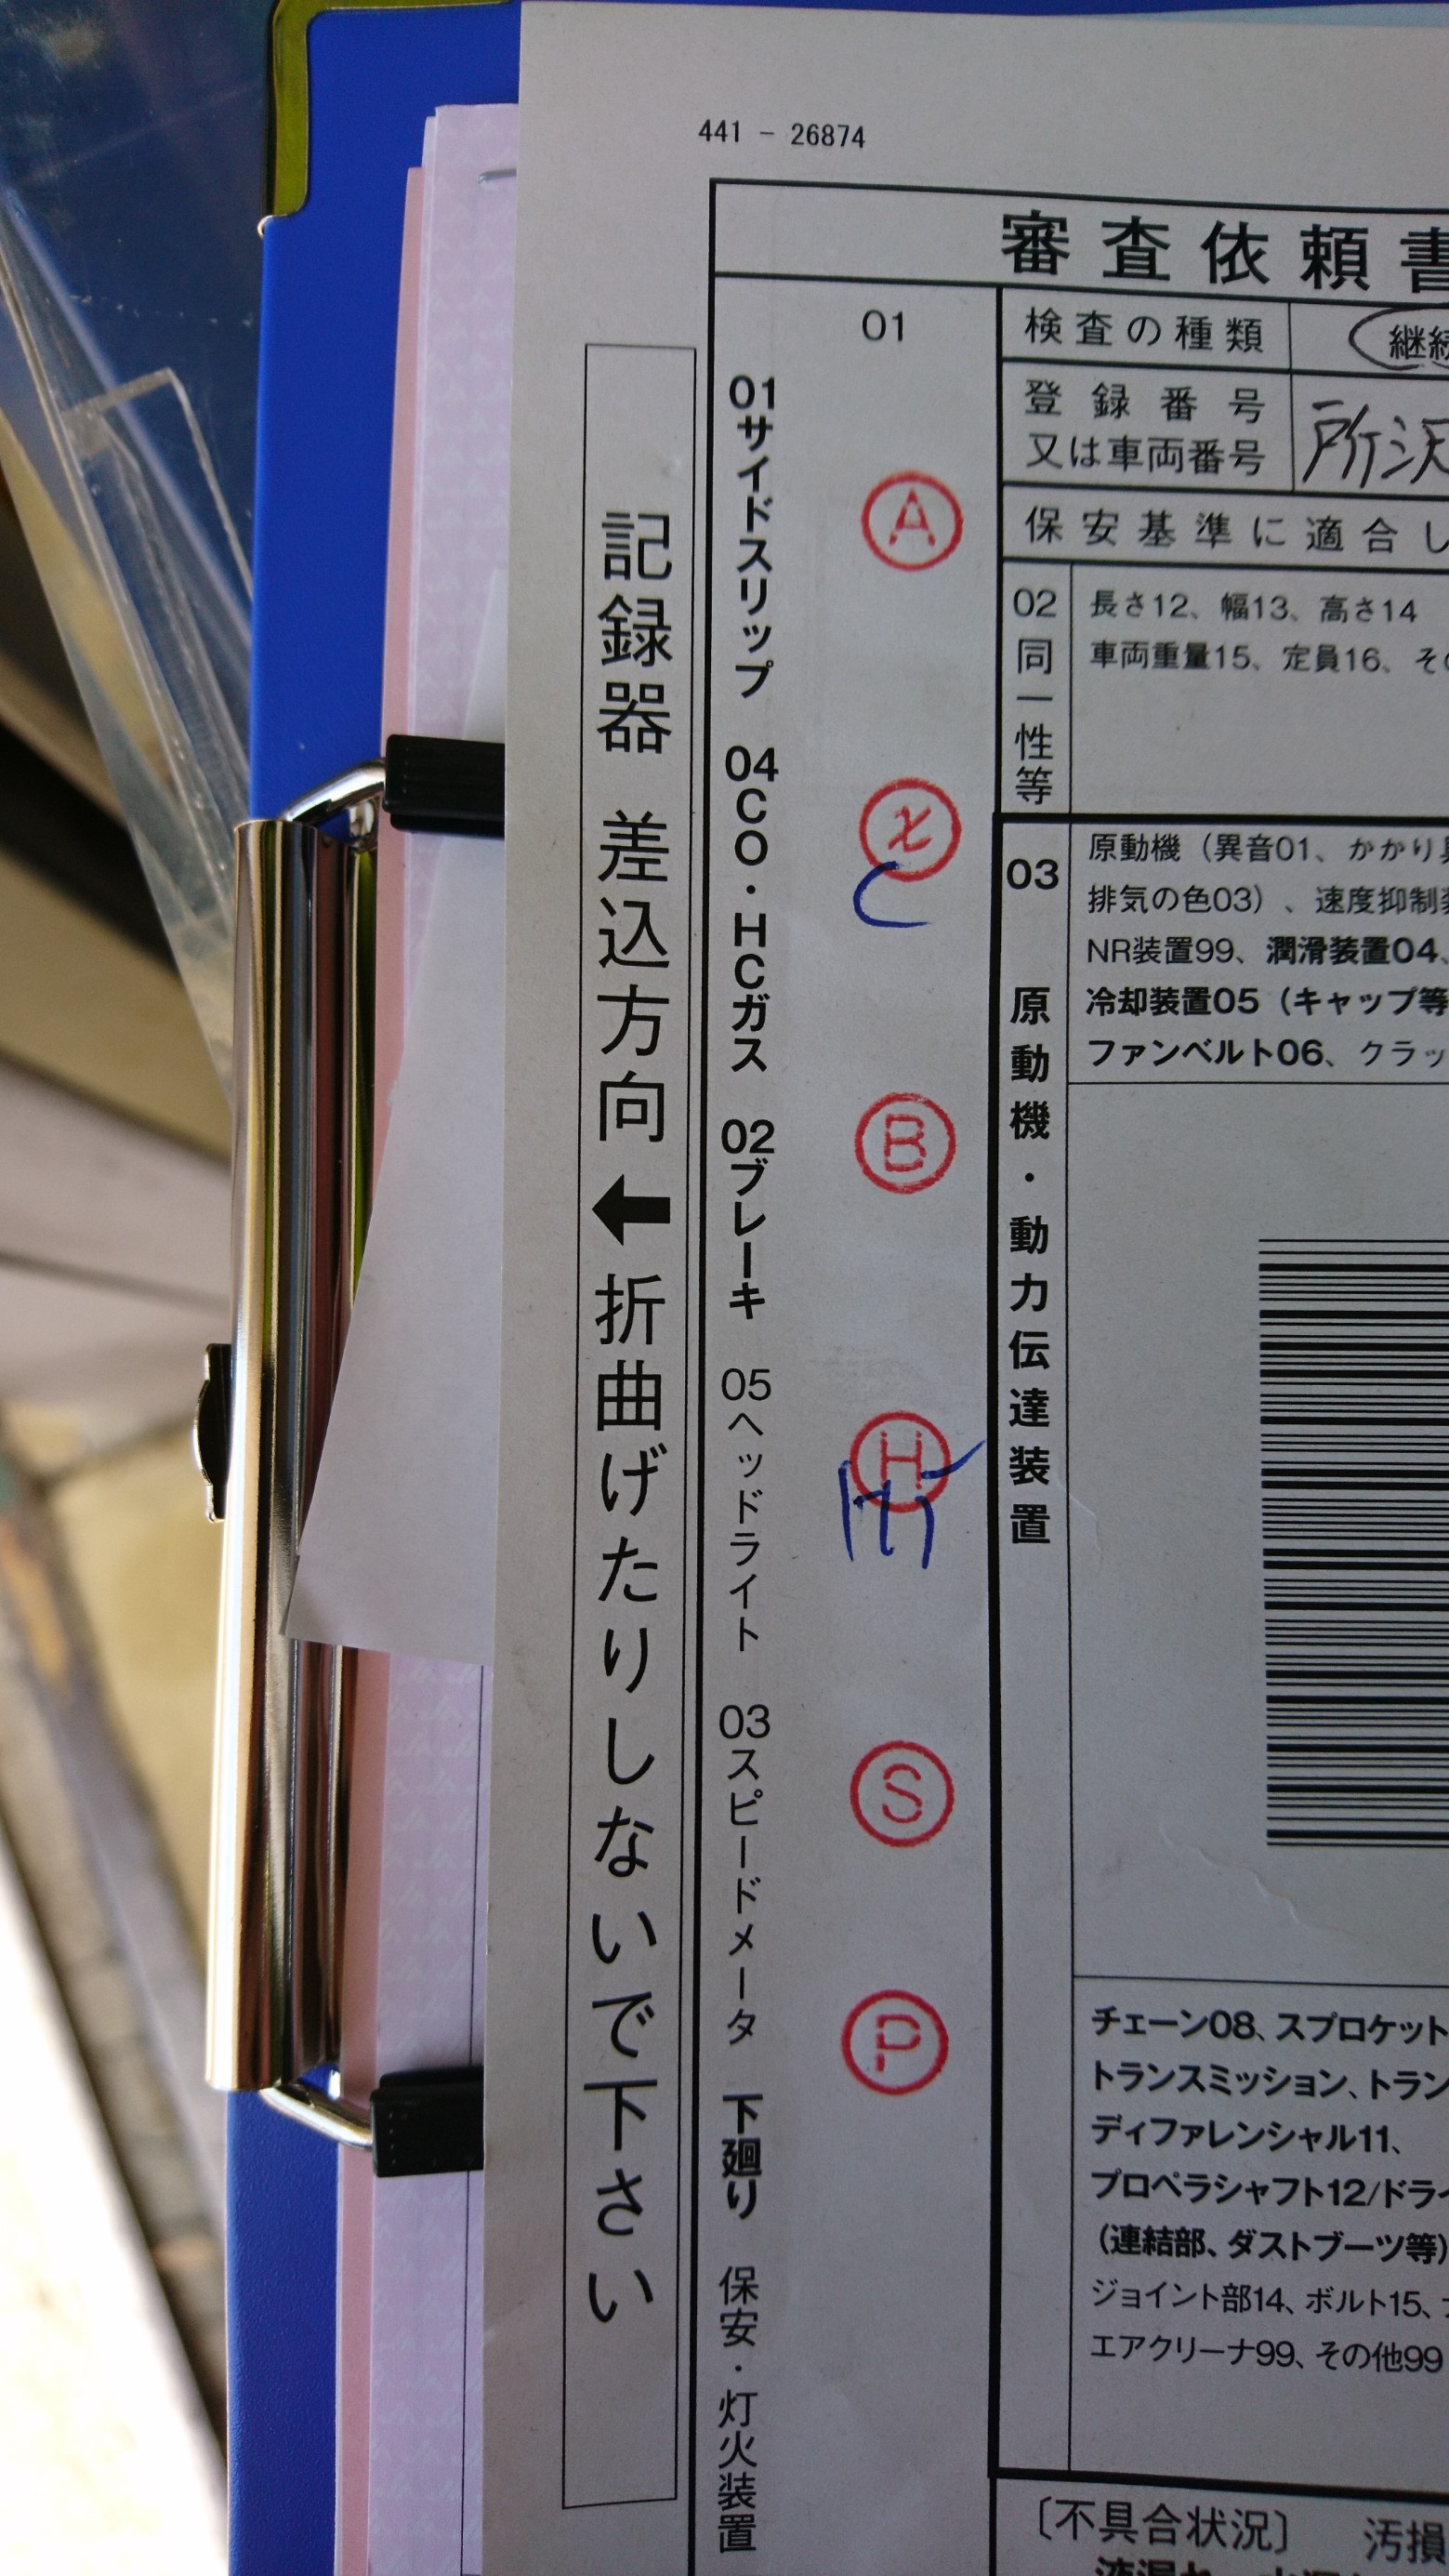 441 - 26874
審査依頼書
記録器 差込方向 ← 折曲げたりしないで下さい
01サイドスリップ 04CO・HCガス 02ブレーキ 05ヘッドライト 03スピードメータ 下廻り 保安・灯火装置
01
A
B
H
S
P
検査の種類 継続
登録番号
又は車両番号
所沢
保安基準に適合し
02 同一性等
長さ12、幅13、高さ14
車両重量15、定員16、その
03 原動機・動力伝達装置
原動機(異音01、かかり具
排気の色03)、速度抑制装
NR装置99、潤滑装置04、
冷却装置05(キャップ等
ファンベルト06、クラッ
チェーン08、スプロケット
トランスミッション、トラン
ディファレンシャル11、
プロペラシャフト12/ドライ
(連結部、ダストブーツ等)
ジョイント部14、ボルト15、
エアクリーナ99、その他99
〔不具合状況〕 汚損